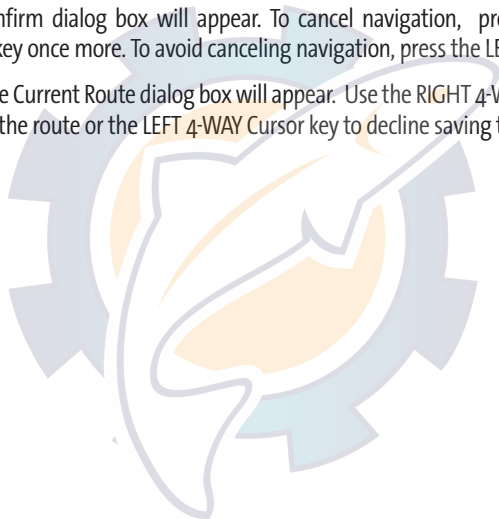 nfirm dialog box will appear. To cancel navigation, pr
key once more. To avoid canceling navigation, press the LE
e Current Route dialog box will appear. Use the RIGHT 4-W
the route or the LEFT 4-WAY Cursor key to decline saving t